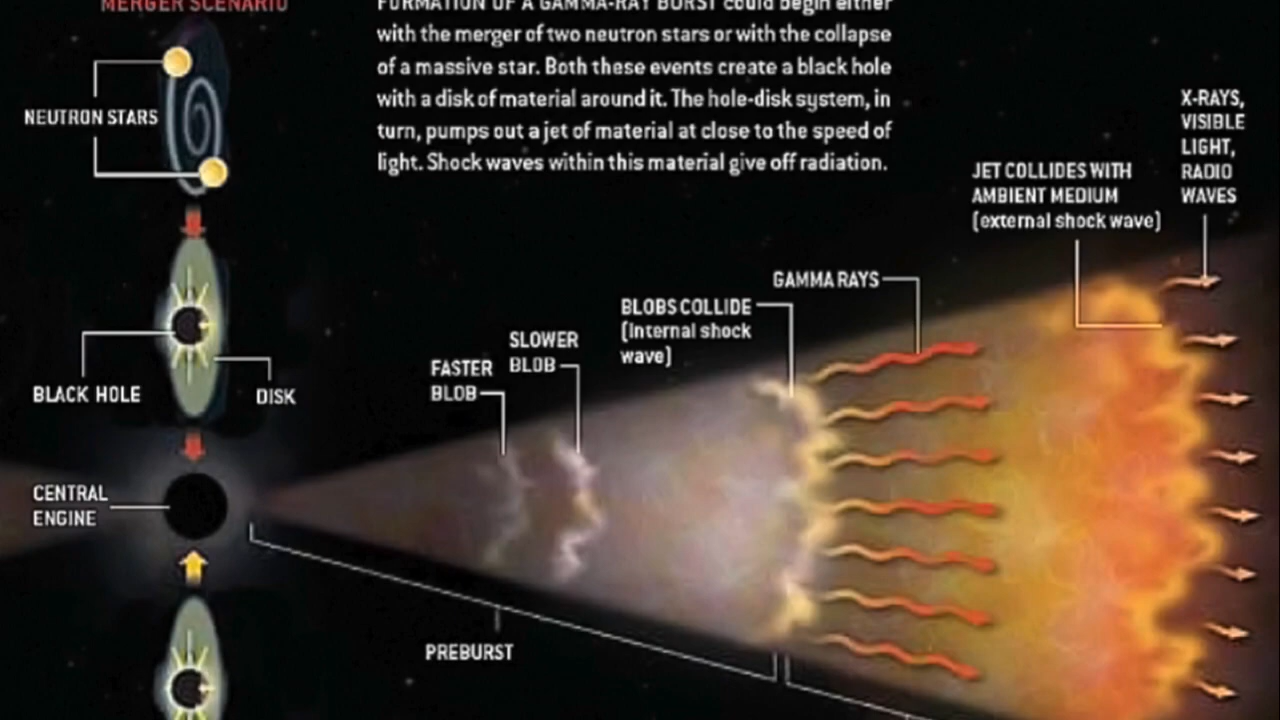 MERGER SCENARIO
FORMATION OF A GAMMA-RAY BURST could begin either
with the merger of two neutron stars or with the collapse
of a massive star. Both these events create a black hole
with a disk of material around it. The hole-disk system, in
turn, pumps out a jet of material at close to the speed of
light. Shock waves within this material give off radiation.
NEUTRON STARS
X-RAYS,
VISIBLE
LIGHT,
RADIO
WAVES
JET COLLIDES WITH
AMBIENT MEDIUM
(external shock wave)
GAMMA RAYS
BLOBS COLLIDE
(internal shock
wave)
SLOWER
BLOB
FASTER
BLOB
BLACK HOLE
DISK
CENTRAL
ENGINE
PREBURST